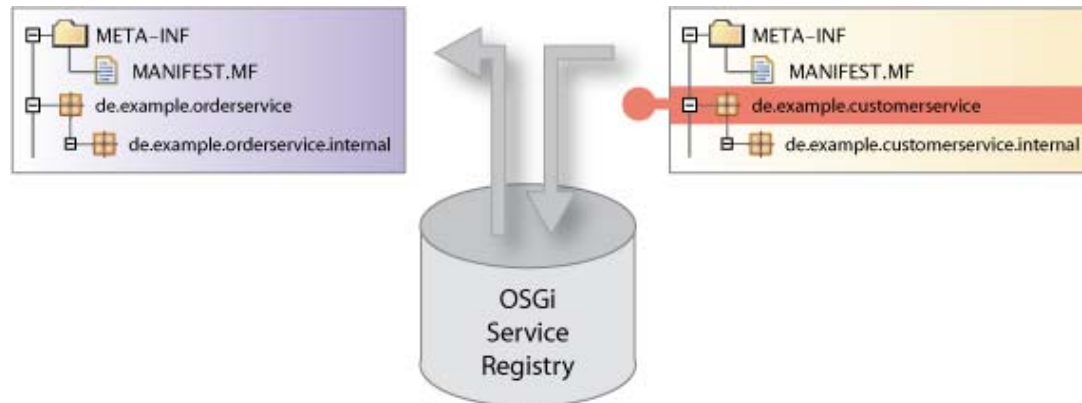 META-INF
MANIFEST.MF
de.example.orderservice
de.example.orderservice.internal
META-INF
MANIFEST.MF
de.example.customerservice
de.example.customerservice.internal
OSGi
Service
Registry